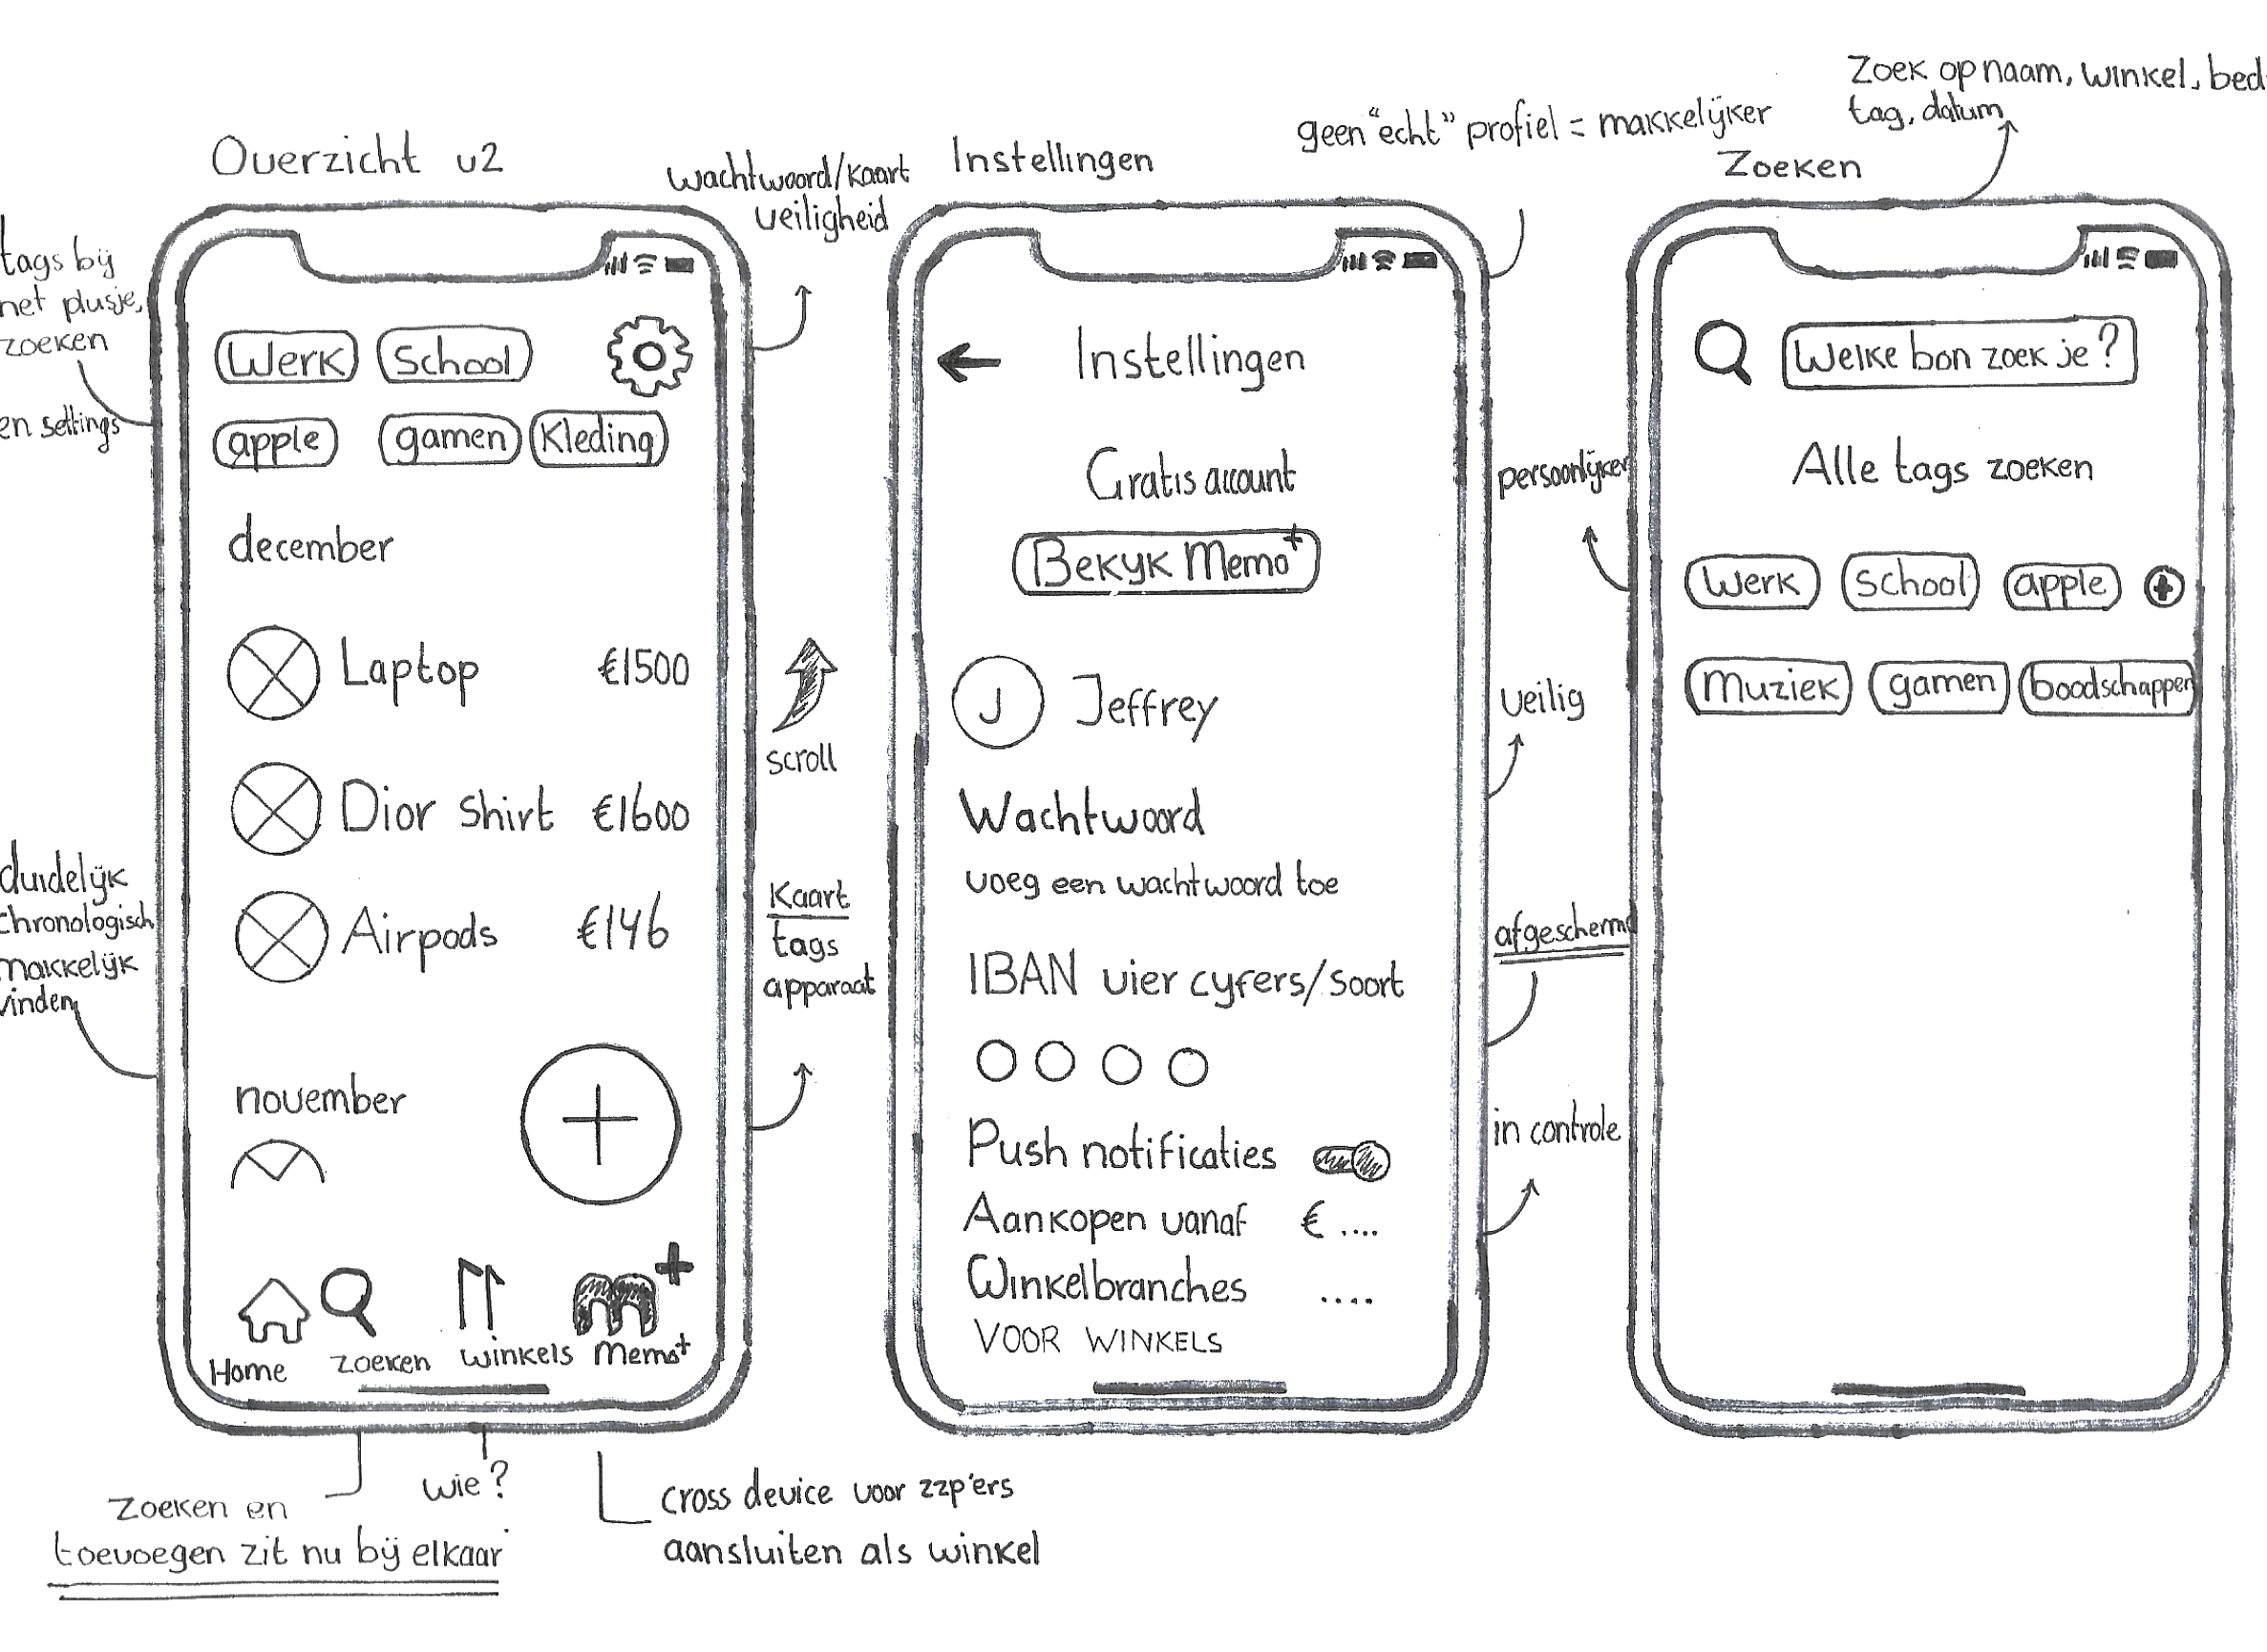 Overzicht v2
tags bij
het plusje,
zoeken
en settings
Werk School
apple gamen Kleding
december
Laptop €1500
Dior Shirt €1600
Airpods €146
november
Home zoeken winkels Memo+
duidelijk
chronologisch
makkelijk
vinden
zoeken en
toevoegen zit nu bij elkaar
wie?
cross device voor zzp'ers
aansluiten als winkel
wachtwoord/kaart
veiligheid
scroll
Kaart
tags
apparaat
Instellingen
geen "echt" profiel = makkelijker
Instellingen
Gratis account
Bekijk Memo+
J Jeffrey
Wachtwoord
voeg een wachtwoord toe
IBAN vier cijfers/soort
Push notificaties
Aankopen vanaf € ....
Winkelbranches ....
VOOR WINKELS
persoonlijker
veilig
afgeschermd
in controle
Zoek op naam, winkel, bed
tag, datum
Zoeken
Welke bon zoek je?
Alle tags zoeken
Werk School apple +
Muziek gamen boodschappen